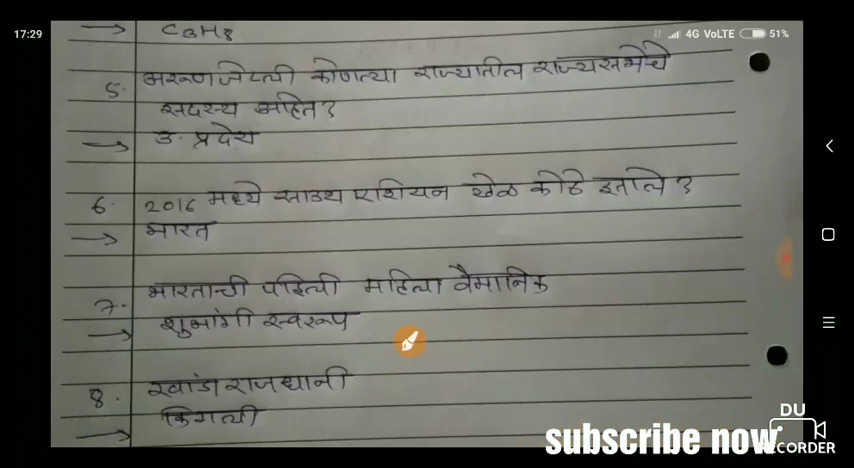 17:29
4G VoLTE 51%
→ C3H8
5. अरूण जेटली कोणत्या राज्यातील राज्यसभेचे
सदस्य आहेत?
→ उ. प्रदेश
6. 2016 मध्ये साउथ एशियन खेळ कोठे झाले?
→ भारत
7. भारताची पहिली महिला वैमानिक
→ शुभांगी स्वरूप
8. रवांडा राजधानी
→ किगाली
subscribe now
DU
RECORDER